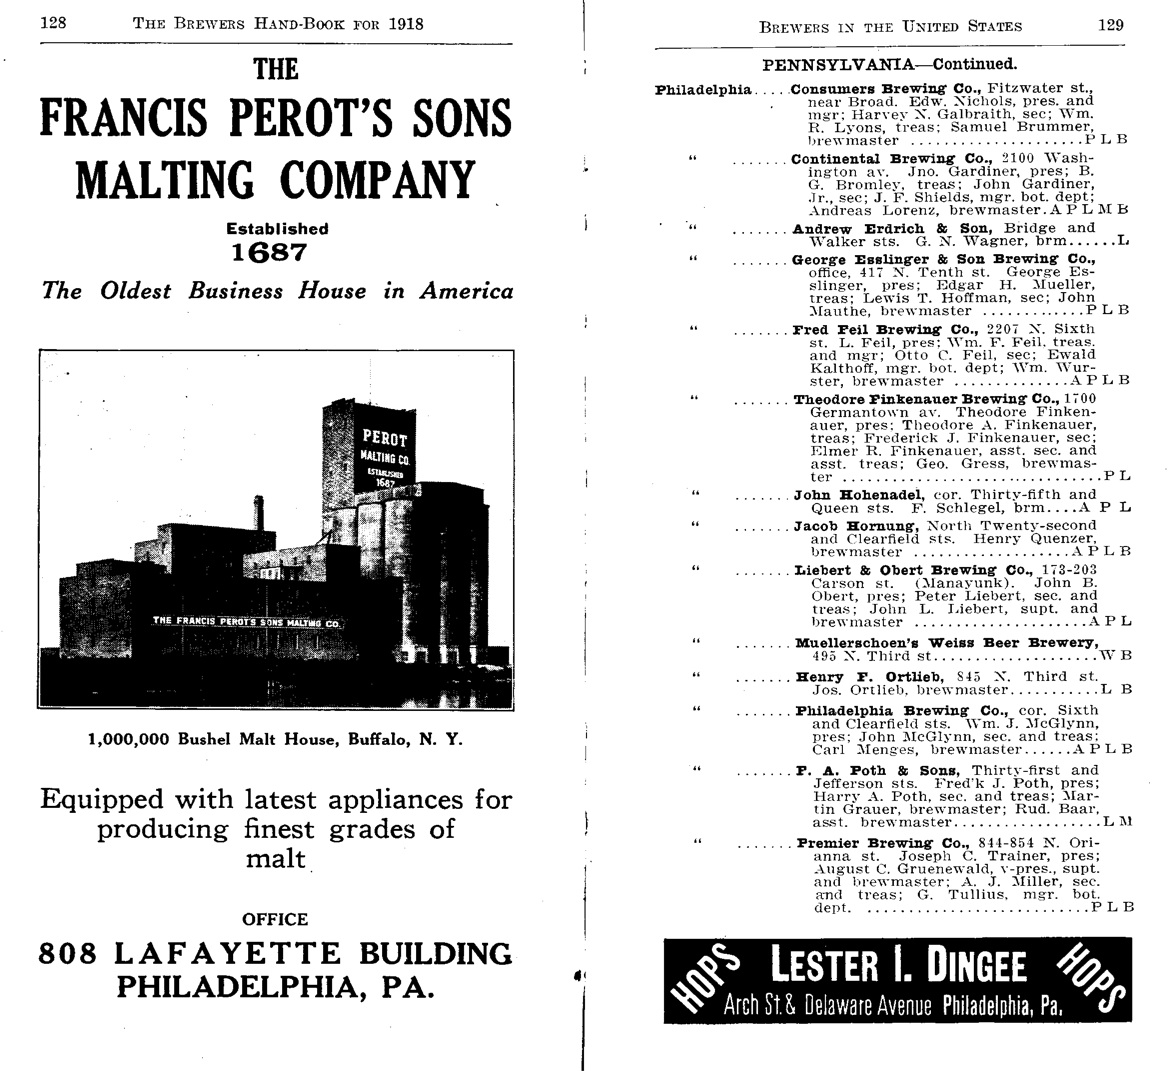 128 THE BREWERS HAND-BOOK FOR 1918
THE
FRANCIS PEROT'S SONS
MALTING COMPANY
Established
1687
The Oldest Business House in America
PEROT
MALTING CO.
ESTABLISHED
1687
THE FRANCIS PEROT'S SONS MALTING CO.
1,000,000 Bushel Malt House, Buffalo, N. Y.
Equipped with latest appliances for
producing finest grades of
malt
OFFICE
808 LAFAYETTE BUILDING
PHILADELPHIA, PA.
BREWERS IN THE UNITED STATES 129
PENNSYLVANIA—Continued.
Philadelphia.....Consumers Brewing Co., Fitzwater st.,
near Broad. Edw. Nichols, pres. and
mgr; Harvey N. Galbraith, sec; Wm.
R. Lyons, treas; Samuel Brummer,
brewmaster ......................P L B
" .......Continental Brewing Co., 2100 Wash-
ington av. Jno. Gardiner, pres; B.
G. Bromley, treas; John Gardiner,
Jr., sec; J. F. Shields, mgr. bot. dept;
Andreas Lorenz, brewmaster.A P L M B
" .......Andrew Erdrich & Son, Bridge and
Walker sts. G. N. Wagner, brm......L
" .......George Esslinger & Son Brewing Co.,
office, 417 N. Tenth st. George Es-
slinger, pres; Edgar H. Mueller,
treas; Lewis T. Hoffman, sec; John
Mauthe, brewmaster .............P L B
" .......Fred Feil Brewing Co., 2207 N. Sixth
st. L. Feil, pres; Wm. F. Feil, treas.
and mgr; Otto C. Feil, sec; Ewald
Kalthoff, mgr. bot. dept; Wm. Wur-
ster, brewmaster ...............A P L B
" .......Theodore Finkenauer Brewing Co., 1700
Germantown av. Theodore Finken-
auer, pres; Theodore A. Finkenauer,
treas; Frederick J. Finkenauer, sec;
Elmer R. Finkenauer, asst. sec. and
asst. treas; Geo. Gress, brewmas-
ter .................................P L
" .......John Hohenadel, cor. Thirty-fifth and
Queen sts. F. Schlegel, brm....A P L
" .......Jacob Hornung, North Twenty-second
and Clearfield sts. Henry Quenzer,
brewmaster ....................A P L B
" .......Liebert & Obert Brewing Co., 173-203
Carson st. (Manayunk). John B.
Obert, pres; Peter Liebert, sec. and
treas; John L. Liebert, supt. and
brewmaster ......................A P L
" .......Muellerschoen's Weiss Beer Brewery,
495 N. Third st.....................W B
" .......Henry F. Ortlieb, 845 N. Third st.
Jos. Ortlieb, brewmaster...........L B
" .......Philadelphia Brewing Co., cor. Sixth
and Clearfield sts. Wm. J. McGlynn,
pres; John McGlynn, sec. and treas;
Carl Menges, brewmaster......A P L B
" .......F. A. Poth & Sons, Thirty-first and
Jefferson sts. Fred'k J. Poth, pres;
Harry A. Poth, sec. and treas; Mar-
tin Grauer, brewmaster; Rud. Baar,
asst. brewmaster...................L M
" .......Premier Brewing Co., 844-854 N. Ori-
anna st. Joseph C. Trainer, pres;
August C. Gruenewald, v-pres., supt.
and brewmaster; A. J. Miller, sec.
and treas; G. Tullius, mgr. bot.
dept. ............................P L B
HOPS LESTER I. DINGEE HOPS
Arch St. & Delaware Avenue Philadelphia, Pa.